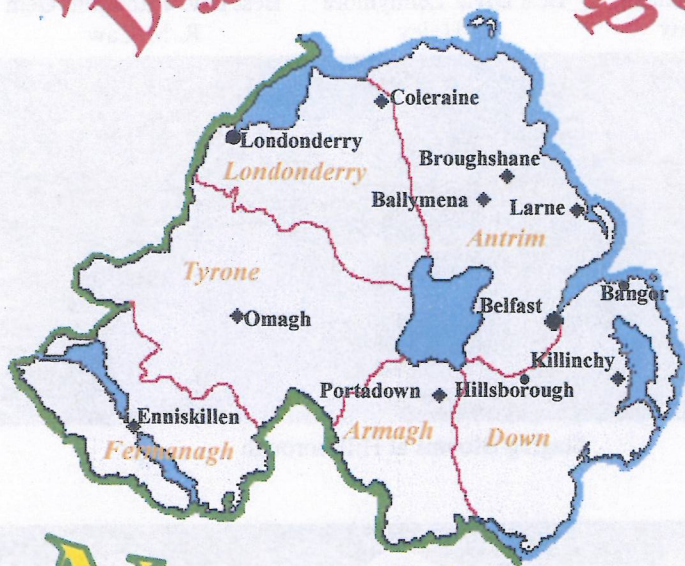 Coleraine
Londonderry
Broughshane
Londonderry
Ballymena
Larne
Antrim
Tyrone
Bangor
Belfast
Omagh
Killinchy
Portadown
Hillsborough
Enniskillen
Armagh
Down
Fermanagh